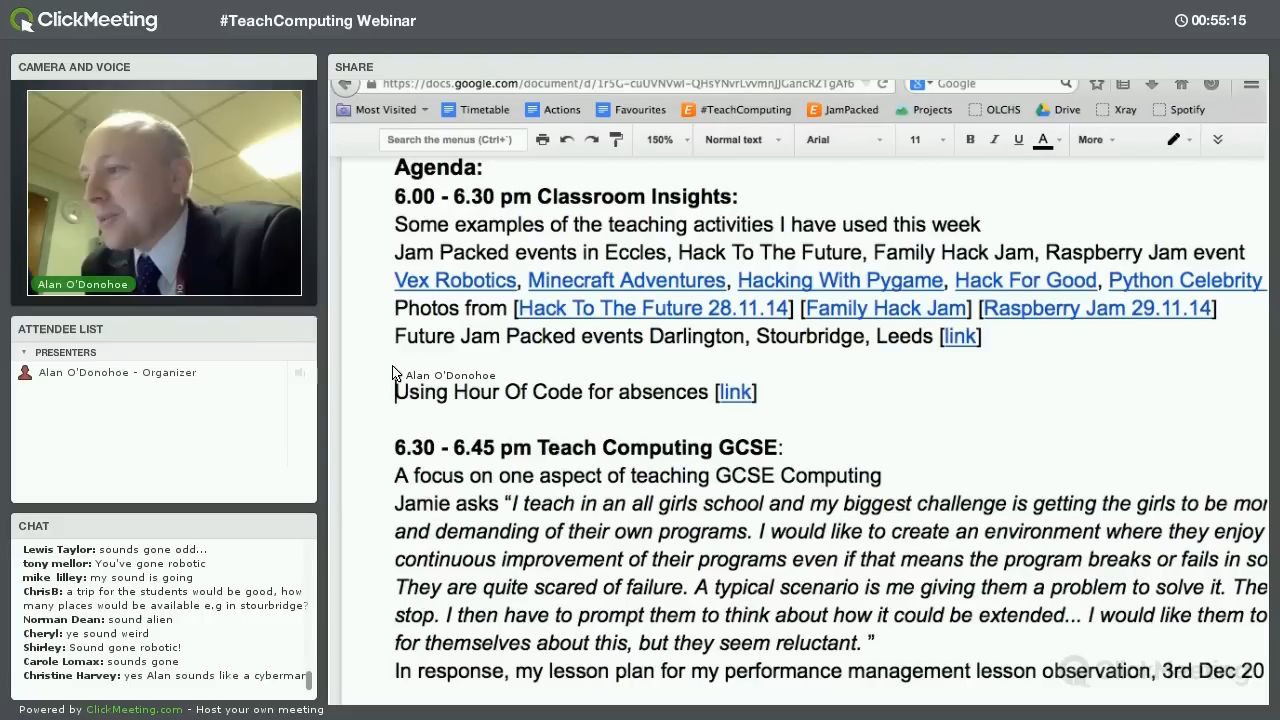 ClickMeeting
#TeachComputing Webinar
00:55:15
CAMERA AND VOICE
Alan O'Donohoe
ATTENDEE LIST
PRESENTERS
Alan O'Donohoe - Organizer
CHAT
Lewis Taylor: sounds gone odd...
tony mellor: You've gone robotic
mike lilley: my sound is going
ChrisB: a trip for the students would be good, how
many places would be available e.g in stourbridge?
Norman Dean: sound alien
Cheryl: ye sound weird
Shirley: Sound gone robotic!
Carole Lomax: sounds gone
Christine Harvey: yes Alan sounds like a cyberman
SHARE
Google
Most Visited Timetable Actions Favourites #TeachComputing JamPacked Projects OLCHS Drive Xray Spotify
Search the menus (Ctrl+`) 150% Normal text Arial 11 B I U A More
Agenda:
6.00 - 6.30 pm Classroom Insights:
Some examples of the teaching activities I have used this week
Jam Packed events in Eccles, Hack To The Future, Family Hack Jam, Raspberry Jam event
Vex Robotics, Minecraft Adventures, Hacking With Pygame, Hack For Good, Python Celebrity
Photos from [Hack To The Future 28.11.14] [Family Hack Jam] [Raspberry Jam 29.11.14]
Future Jam Packed events Darlington, Stourbridge, Leeds [link]
Alan O'Donohoe
Using Hour Of Code for absences [link]
6.30 - 6.45 pm Teach Computing GCSE:
A focus on one aspect of teaching GCSE Computing
Jamie asks “I teach in an all girls school and my biggest challenge is getting the girls to be mor
and demanding of their own programs. I would like to create an environment where they enjoy
continuous improvement of their programs even if that means the program breaks or fails in so
They are quite scared of failure. A typical scenario is me giving them a problem to solve it. The
stop. I then have to prompt them to think about how it could be extended... I would like them to
for themselves about this, but they seem reluctant. ”
In response, my lesson plan for my performance management lesson observation, 3rd Dec 20
ClickMeeting
Powered by ClickMeeting.com - Host your own meeting